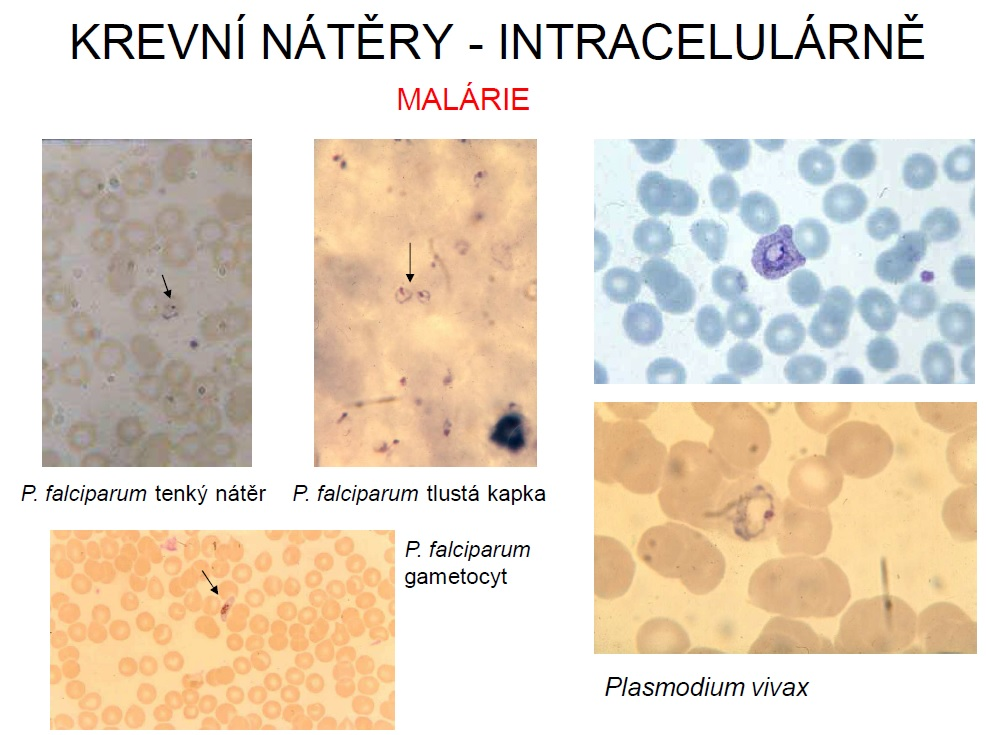 KREVNÍ NÁTĚRY - INTRACELULÁRNĚ
MALÁRIE
P. falciparum tenký nátěr
P. falciparum tlustá kapka
P. falciparum
gametocyt
Plasmodium vivax